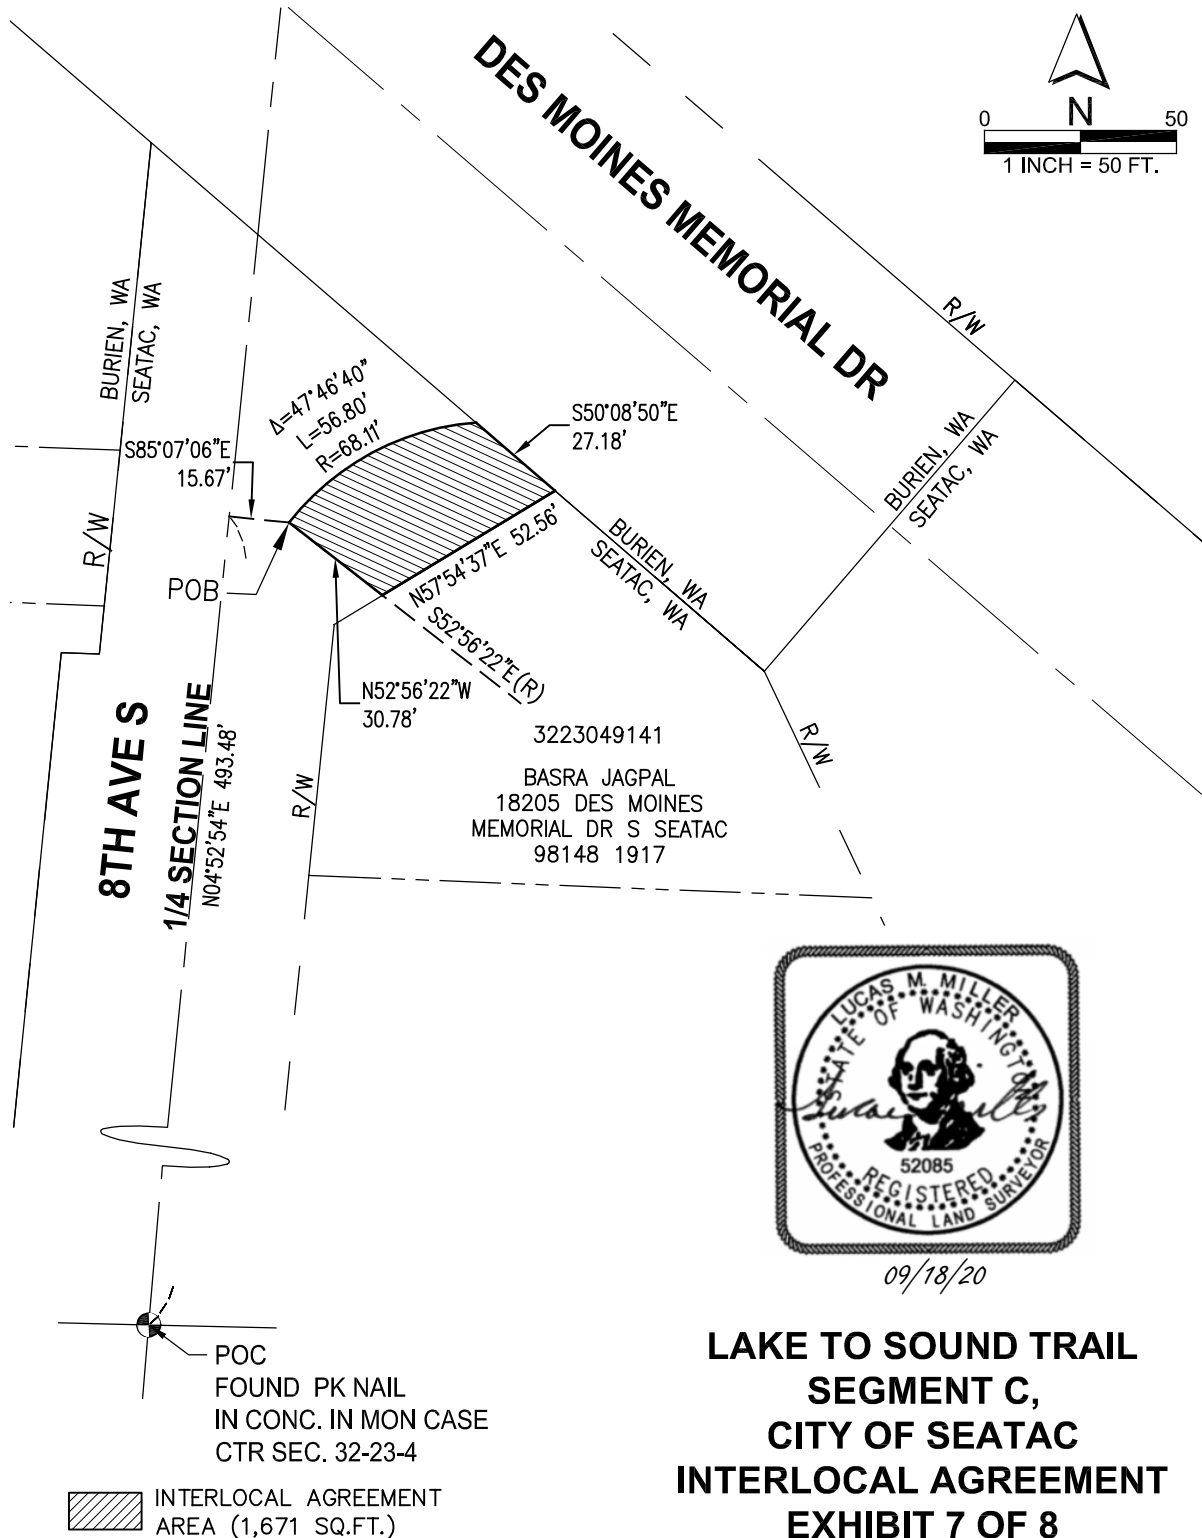 DES MOINES MEMORIAL DR
N
0 50
1 INCH = 50 FT.
R/W
BURIEN, WA
SEATAC, WA
Δ=47°46'40"
L=56.80'
R=68.11'
S50°08'50"E
27.18'
S85°07'06"E
15.67'
R/W
POB
BURIEN, WA
SEATAC, WA
BURIEN, WA
SEATAC, WA
N57°54'37"E 52.56'
S52°56'22"E(R)
N52°56'22"W
30.78'
8TH AVE S
1/4 SECTION LINE
N04°52'54"E 493.48'
R/W
R/W
3223049141
BASRA JAGPAL
18205 DES MOINES
MEMORIAL DR S SEATAC
98148 1917
LUCAS M. MILLER
STATE OF WASHINGTON
52085
REGISTERED
PROFESSIONAL LAND SURVEYOR
09/18/20
POC
FOUND PK NAIL
IN CONC. IN MON CASE
CTR SEC. 32-23-4
INTERLOCAL AGREEMENT
AREA (1,671 SQ.FT.)
LAKE TO SOUND TRAIL
SEGMENT C,
CITY OF SEATAC
INTERLOCAL AGREEMENT
EXHIBIT 7 OF 8